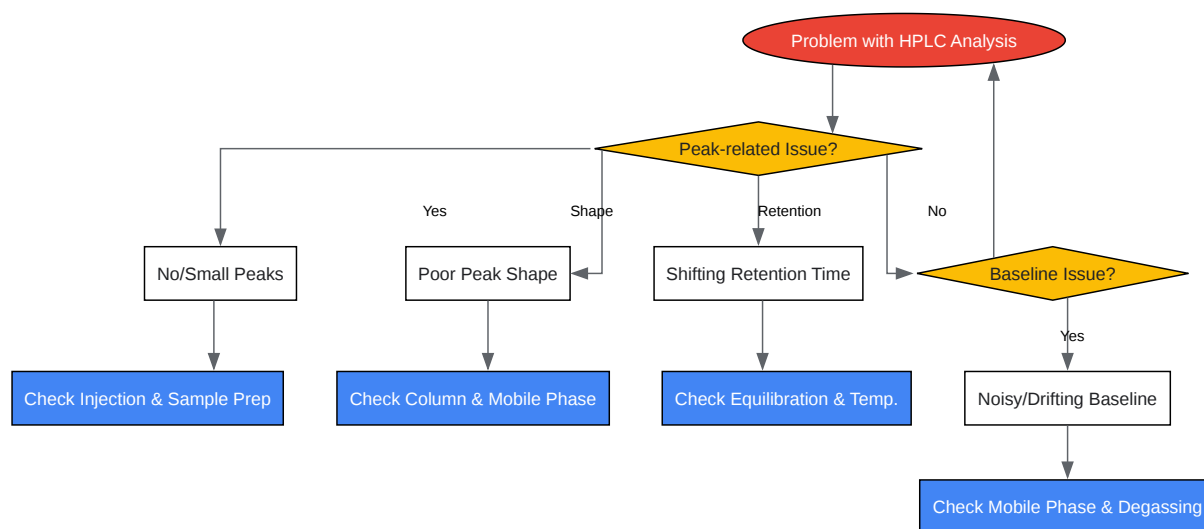 Problem with HPLC Analysis
Peak-related Issue?
Yes
Shape
Retention
No
No/Small Peaks
Poor Peak Shape
Shifting Retention Time
Baseline Issue?
Yes
Check Injection & Sample Prep
Check Column & Mobile Phase
Check Equilibration & Temp.
Noisy/Drifting Baseline
Check Mobile Phase & Degassing